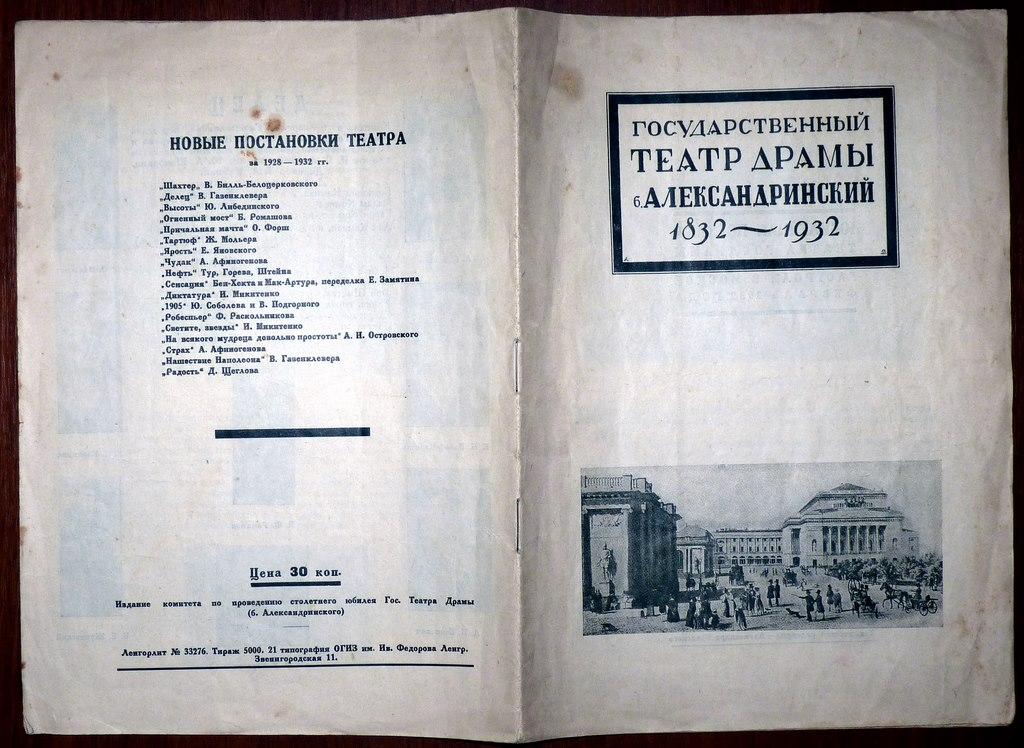 НОВЫЕ ПОСТАНОВКИ ТЕАТРА
за 1928—1932 гг.
„Шахтер„ В. Билль-Белоцерковского
„Делец“ В. Газенклевера
„Высоты“ Ю. Либединского
„Огненный мост“ Б. Ромашова
„Причальная мачта“ О. Форш
„Тартюф“ Ж. Мольера
„Ярость“ Е. Яновского
„Чудак“ А. Афиногенова
„Нефть“ Тур, Горева, Штейна
„Сенсация“ Бен-Хекта и Мак-Артура, переделка Е. Замятина
„Диктатура“ И. Микитенко
„1905“ Ю. Соболева и В. Подгорного
„Робеспьер“ Ф. Раскольникова
„Светите, звезды“ И. Микитенко
„На всякого мудреца довольно простоты“ А. Н. Островского
„Страх“ А. Афиногенова
„Нашествие Наполеона“ В. Газенклевера
„Радость“ Д. Щеглова
Цена 30 коп.
Издание комитета по проведению столетнего юбилея Гос. Театра Драмы
(б. Александринского)
Ленгорлит № 33276. Тираж 5000. 21 типография ОГИЗ им. Ив. Федорова Ленгр.
Звенигородская 11.
ГОСУДАРСТВЕННЫЙ
ТЕАТР ДРАМЫ
б. АЛЕКСАНДРИНСКИЙ
1832—1932